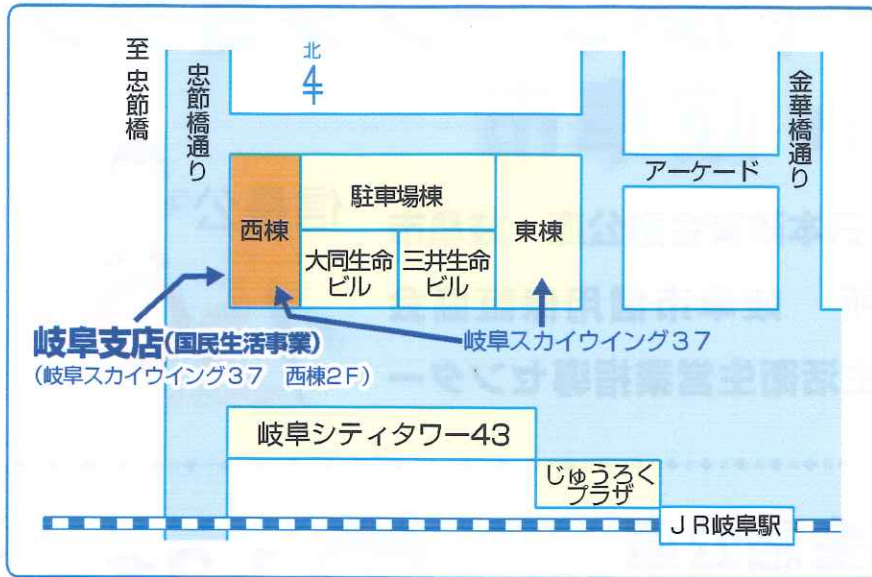 至 忠節橋
忠節橋通り
北
金華橋通り
アーケード
駐車場棟
西棟
東棟
大同生命
ビル
三井生命
ビル
岐阜支店(国民生活事業)
(岐阜スカイウイング37 西棟2F)
岐阜スカイウイング37
岐阜シティタワー43
じゅうろく
プラザ
JR岐阜駅